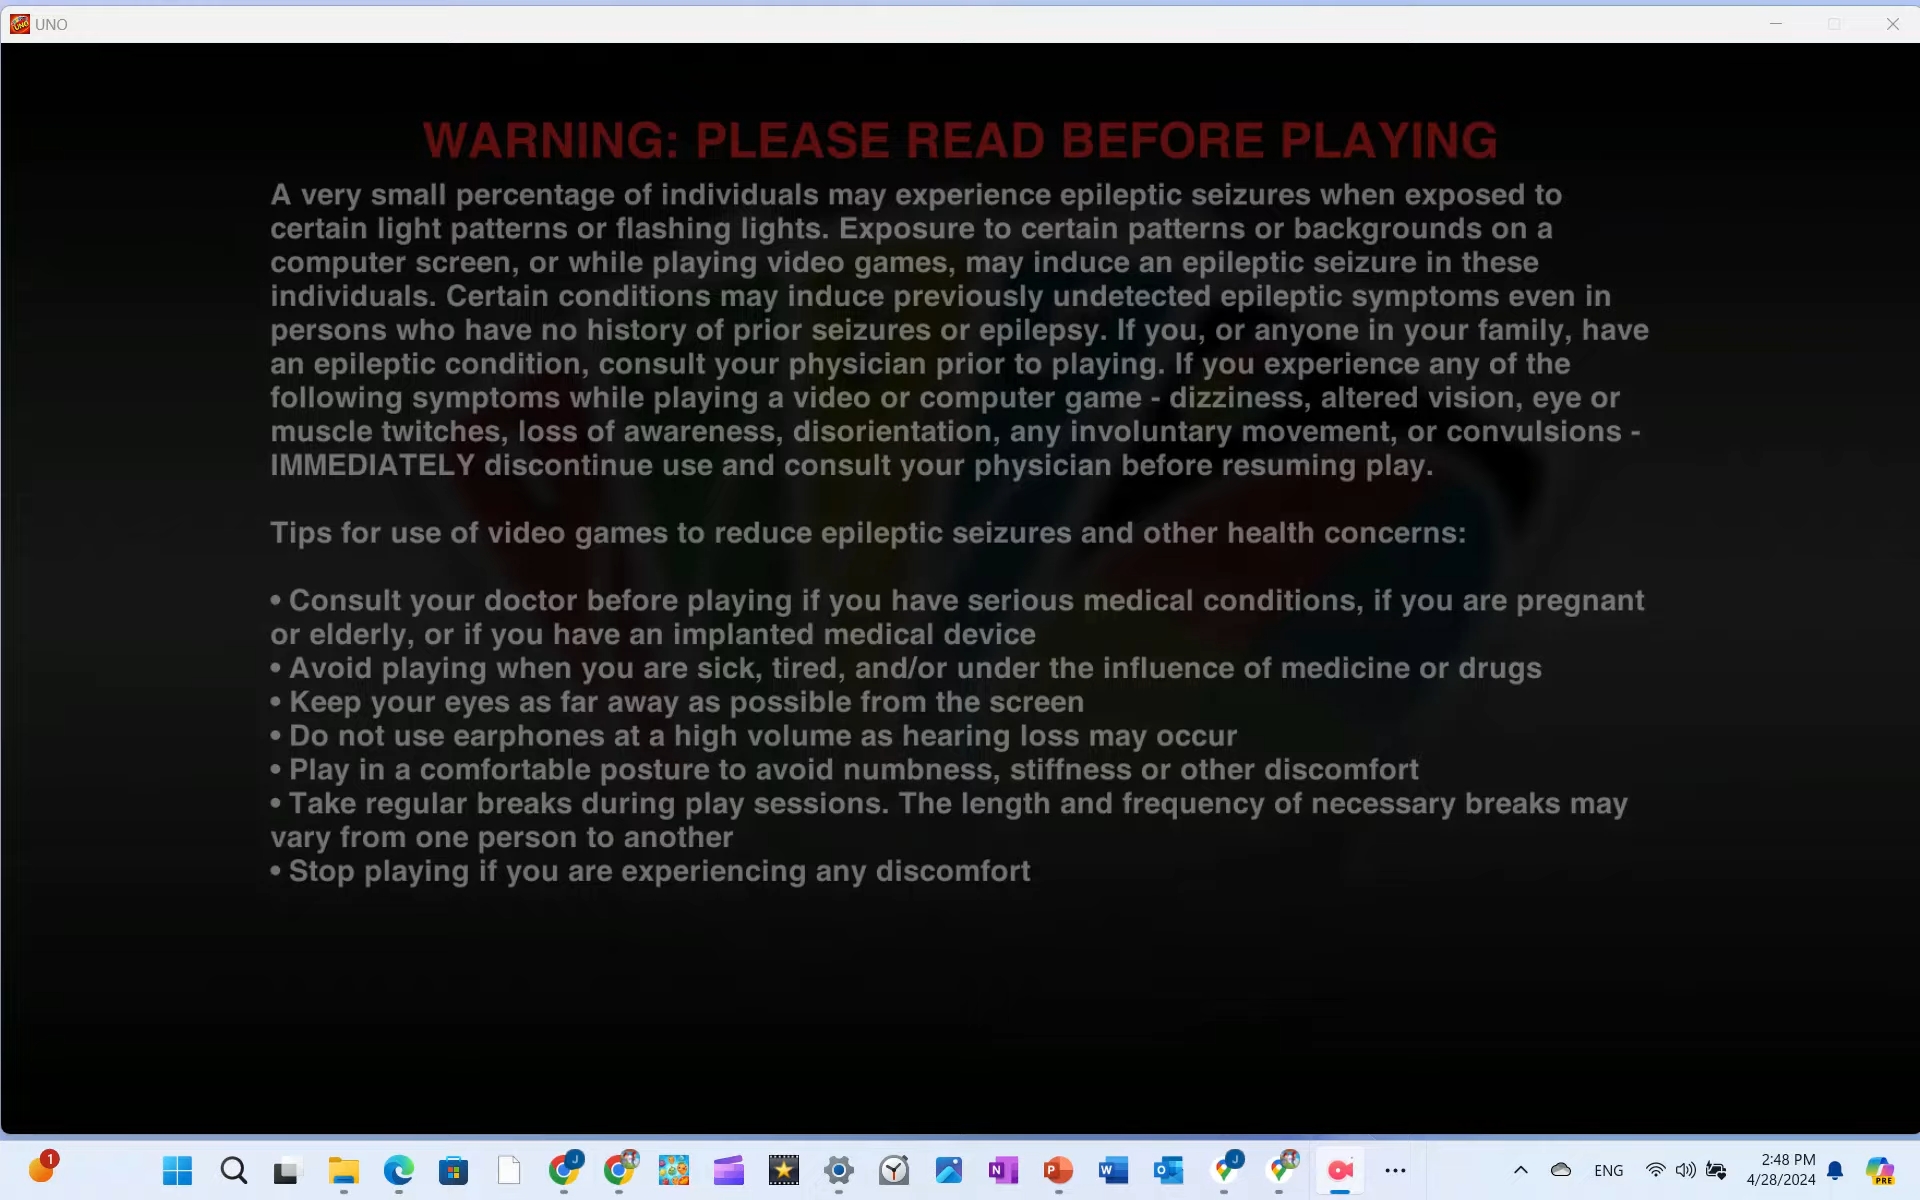 UNO
WARNING: PLEASE READ BEFORE PLAYING
A very small percentage of individuals may experience epileptic seizures when exposed to
certain light patterns or flashing lights. Exposure to certain patterns or backgrounds on a
computer screen, or while playing video games, may induce an epileptic seizure in these
individuals. Certain conditions may induce previously undetected epileptic symptoms even in
persons who have no history of prior seizures or epilepsy. If you, or anyone in your family, have
an epileptic condition, consult your physician prior to playing. If you experience any of the
following symptoms while playing a video or computer game - dizziness, altered vision, eye or
muscle twitches, loss of awareness, disorientation, any involuntary movement, or convulsions -
IMMEDIATELY discontinue use and consult your physician before resuming play.
Tips for use of video games to reduce epileptic seizures and other health concerns:
• Consult your doctor before playing if you have serious medical conditions, if you are pregnant
or elderly, or if you have an implanted medical device
• Avoid playing when you are sick, tired, and/or under the influence of medicine or drugs
• Keep your eyes as far away as possible from the screen
• Do not use earphones at a high volume as hearing loss may occur
• Play in a comfortable posture to avoid numbness, stiffness or other discomfort
• Take regular breaks during play sessions. The length and frequency of necessary breaks may
vary from one person to another
• Stop playing if you are experiencing any discomfort
1
J
N
P
W
O
J
ENG
2:48 PM
4/28/2024
PRE